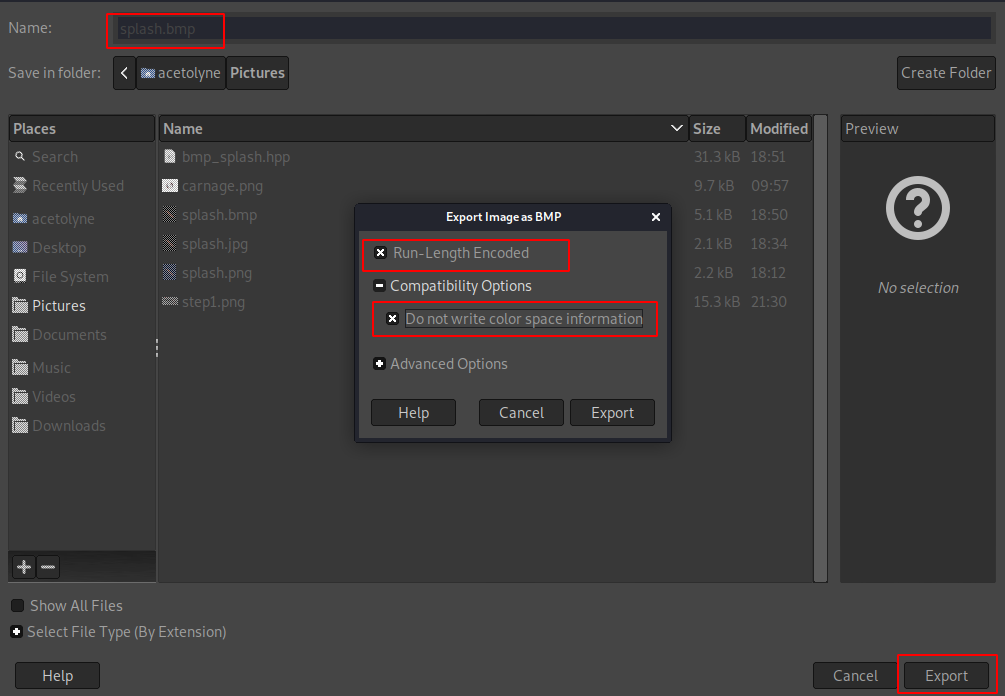 Name: splash.bmp
Save in folder: acetolyne Pictures Create Folder
Places Name Size Modified Preview
Search bmp_splash.hpp 31.3 kB 18:51
Recently Used carnage.png 9.7 kB 09:57
acetolyne splash.bmp 5.1 kB 18:50
Desktop splash.jpg 2.1 kB 18:34
File System splash.png 2.2 kB 18:12
Pictures step1.png 15.3 kB 21:30
Documents
Music
Videos
Downloads
Export Image as BMP
Run-Length Encoded
Compatibility Options
Do not write color space information
Advanced Options
Help Cancel Export
No selection
Show All Files
Select File Type (By Extension)
Help Cancel Export